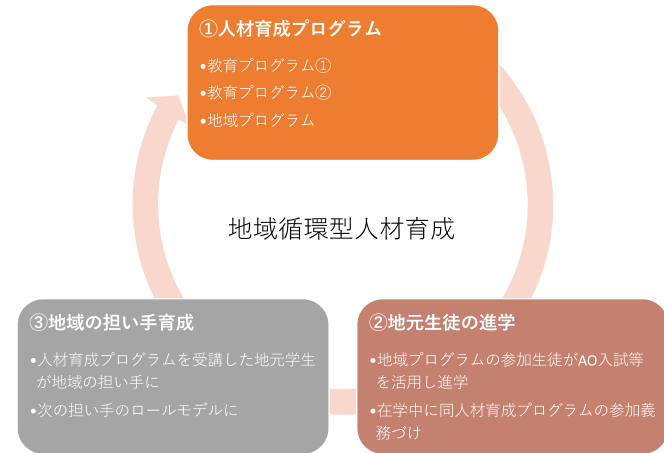 ①人材育成プログラム
•教育プログラム①
•教育プログラム②
•地域プログラム
地域循環型人材育成
③地域の担い手育成
•人材育成プログラムを受講した地元学生
が地域の担い手に
•次の担い手のロールモデルに
②地元生徒の進学
•地域プログラムの参加生徒がAO入試等
を活用し進学
•在学中に同人材育成プログラムの参加義
務づけ